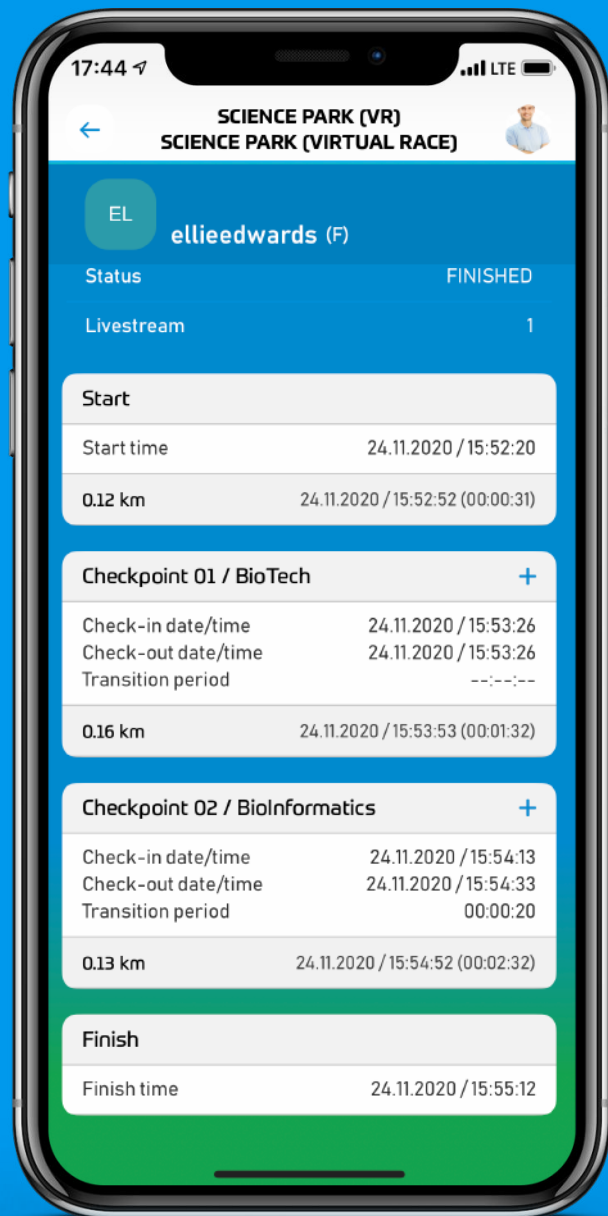 17:44 LTE
SCIENCE PARK (VR)
SCIENCE PARK (VIRTUAL RACE)
EL
ellieedwards (F)
Status FINISHED
Livestream 1
Start
Start time 24.11.2020 / 15:52:20
0.12 km 24.11.2020 / 15:52:52 (00:00:31)
Checkpoint 01 / BioTech +
Check-in date/time 24.11.2020 / 15:53:26
Check-out date/time 24.11.2020 / 15:53:26
Transition period --:--:--
0.16 km 24.11.2020 / 15:53:53 (00:01:32)
Checkpoint 02 / BioInformatics +
Check-in date/time 24.11.2020 / 15:54:13
Check-out date/time 24.11.2020 / 15:54:33
Transition period 00:00:20
0.13 km 24.11.2020 / 15:54:52 (00:02:32)
Finish
Finish time 24.11.2020 / 15:55:12